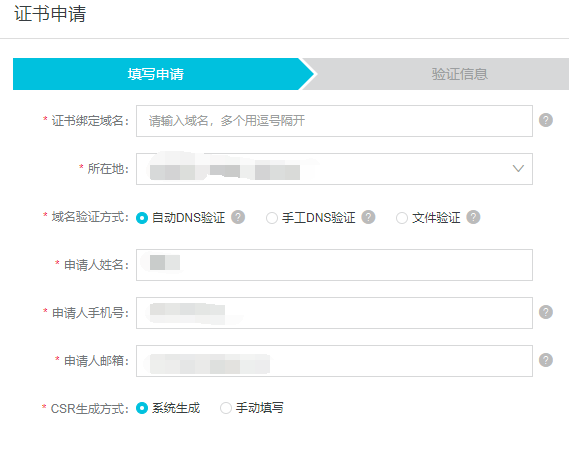 证书申请
填写申请 验证信息
* 证书绑定域名： 请输入域名，多个用逗号隔开 ?
* 所在地：
* 域名验证方式： 自动DNS验证 ? 手工DNS验证 ? 文件验证 ?
* 申请人姓名：
* 申请人手机号： ?
* 申请人邮箱： ?
* CSR生成方式： 系统生成 手动填写